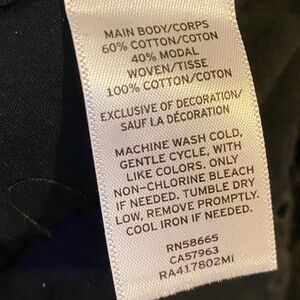 MAIN BODY/CORPS
60% COTTON/COTON
40% MODAL
WOVEN/TISSE
100% COTTON/COTON
EXCLUSIVE OF DECORATION/
SAUF LA DÉCORATION
MACHINE WASH COLD,
GENTLE CYCLE, WITH
LIKE COLORS. ONLY
NON-CHLORINE BLEACH
IF NEEDED. TUMBLE DRY
LOW, REMOVE PROMPTLY.
COOL IRON IF NEEDED.
RN58665
CA57963
RA417802MI